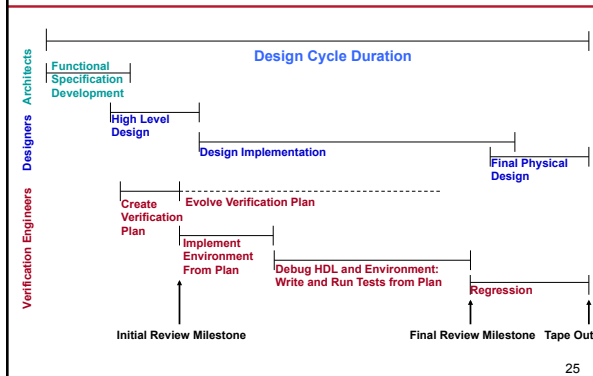 Design Cycle Duration
Architects
Functional
Specification
Development
Designers
High Level
Design
Design Implementation
Final Physical
Design
Verification Engineers
Create
Verification
Plan
Evolve Verification Plan
Implement
Environment
From Plan
Debug HDL and Environment:
Write and Run Tests from Plan
Regression
Initial Review Milestone
Final Review Milestone
Tape Out
25